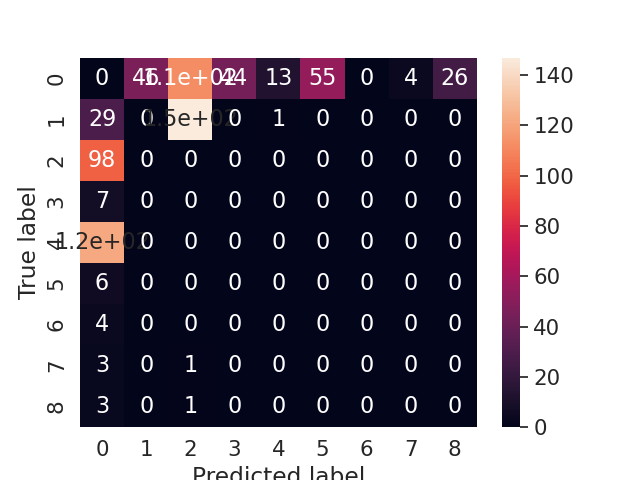 0 0 46 1.1e+02 44 13 55 0 4 26
1 29 0 1.5e+02 0 1 0 0 0 0
2 98 0 0 0 0 0 0 0 0
3 7 0 0 0 0 0 0 0 0
4 1.2e+02 0 0 0 0 0 0 0 0
5 6 0 0 0 0 0 0 0 0
6 4 0 0 0 0 0 0 0 0
7 3 0 1 0 0 0 0 0 0
8 3 0 1 0 0 0 0 0 0
0 1 2 3 4 5 6 7 8
True label
Predicted label
140
120
100
80
60
40
20
0